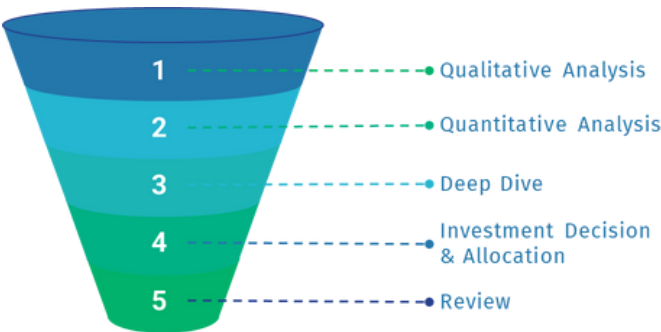 1
Qualitative Analysis
2
Quantitative Analysis
3
Deep Dive
4
Investment Decision
& Allocation
5
Review